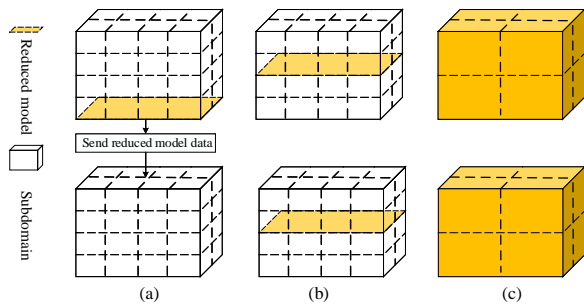 Reduced model
Subdomain
Send reduced model data
(a)
(b)
(c)